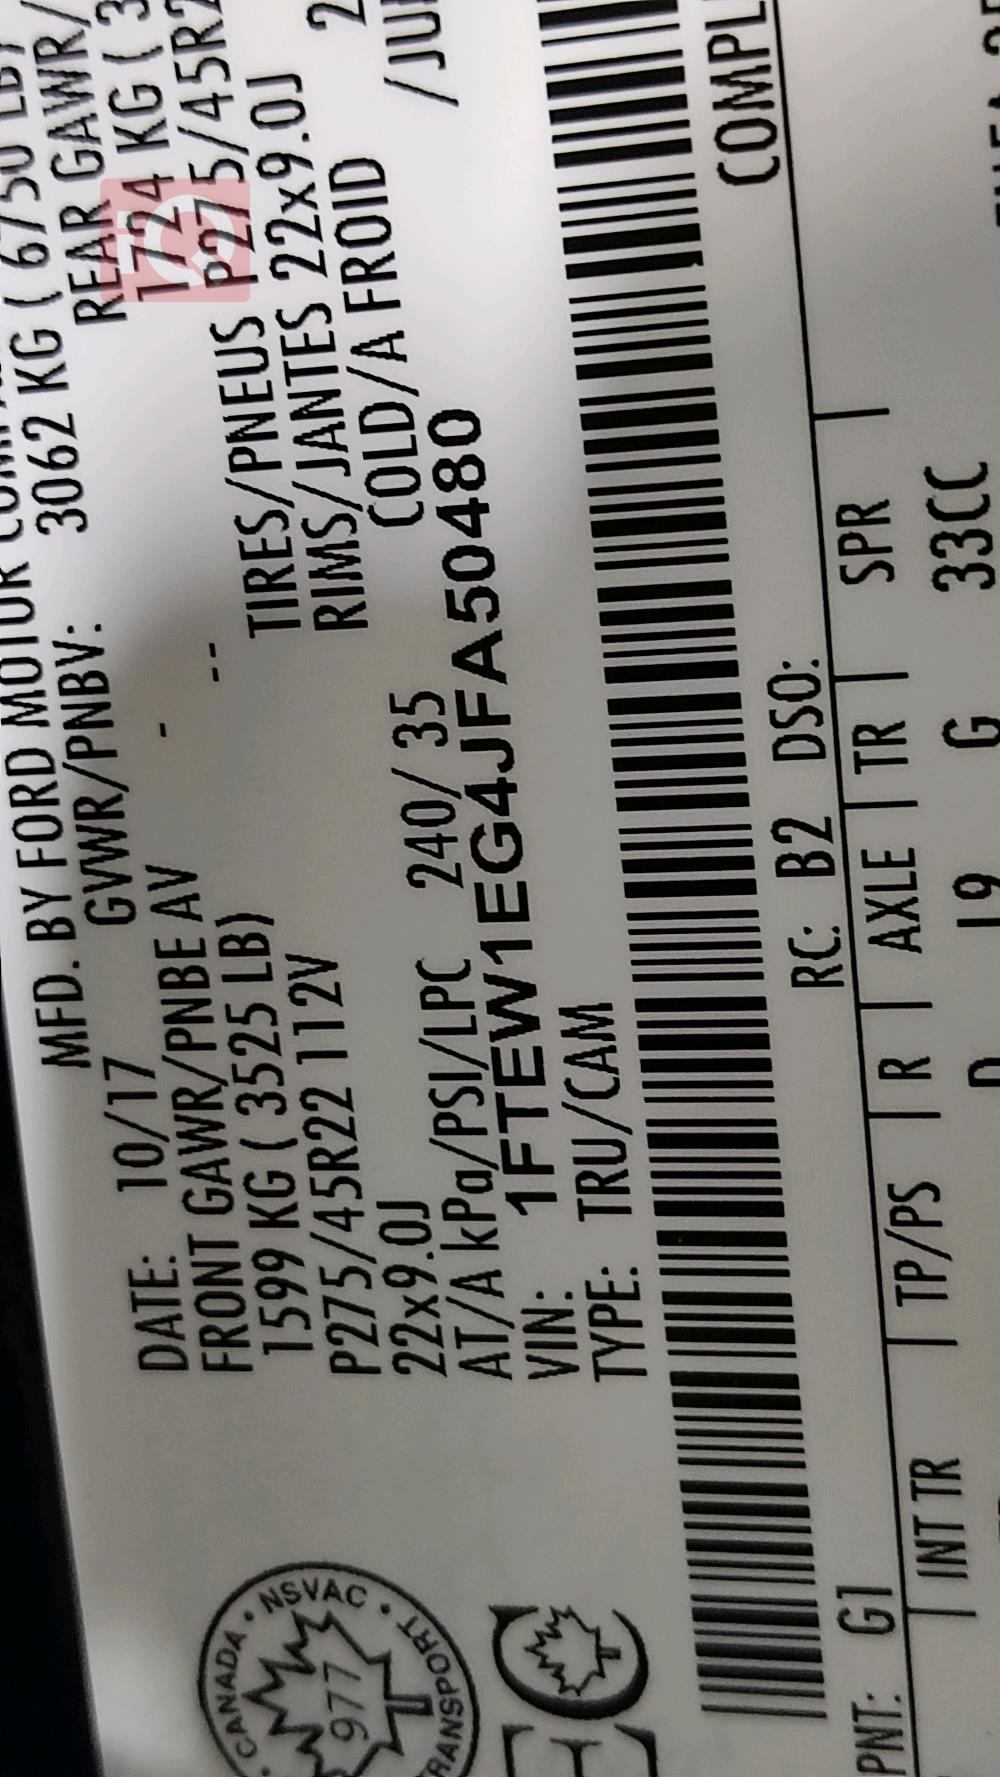 MFD. BY FORD MOTOR
DATE: 10/17 GVWR/PNBV: 3062 KG ( 6750 LB)
FRONT GAWR/PNBE AV - REAR GAWR/
1599 KG ( 3525 LB) -- 1724 KG (
P275/45R22 112V TIRES/PNEUS P275/45R2
22x9.0J RIMS/JANTES 22x9.0J
AT/A kPa/PSI/LPC 240/ 35 COLD/A FROID
VIN: 1FTEW1EG4JFA50480
TYPE: TRU/CAM
COMPL
PNT: G1 RC: B2 DSO:
INT TR TP/PS R AXLE TR SPR
19 G 33CC
CANADA • NSVAC • TRANSPORT
977